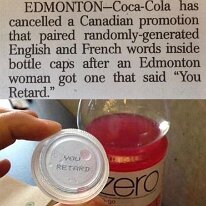 EDMONTON—Coca-Cola has
cancelled a Canadian promotion
that paired randomly-generated
English and French words inside
bottle caps after an Edmonton
woman got one that said “You
Retard.”
YOU
RETARD
zero